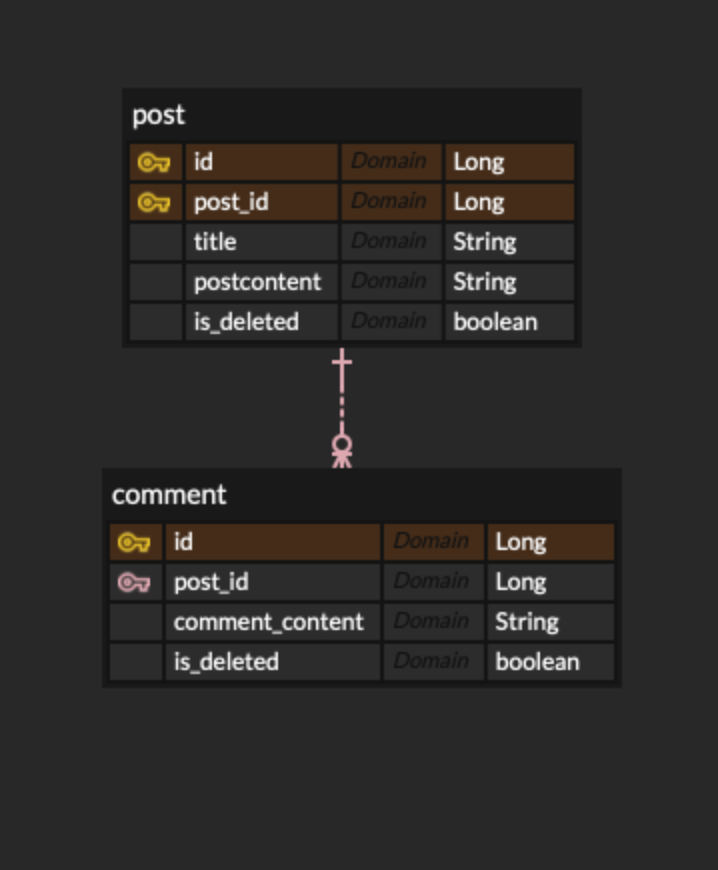 post
id Domain Long
post_id Domain Long
title Domain String
postcontent Domain String
is_deleted Domain boolean
comment
id Domain Long
post_id Domain Long
comment_content Domain String
is_deleted Domain boolean